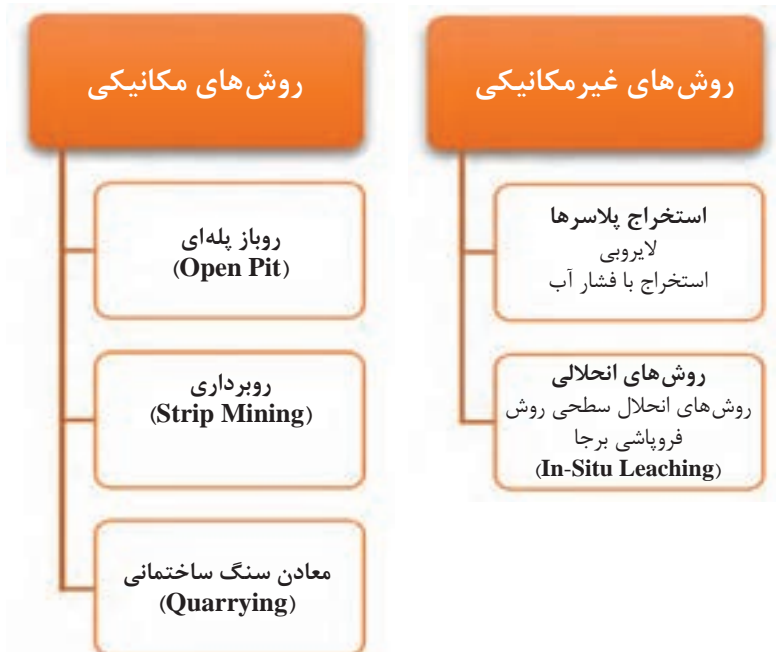 روش‌های مکانیکی
روباز پله‌ای
(Open Pit)
روبرداری
(Strip Mining)
معادن سنگ ساختمانی
(Quarrying)
روش‌های غیرمکانیکی
استخراج پلاسرها
لایروبی
استخراج با فشار آب
روش‌های انحلالی
روش‌های انحلال سطحی روش
فروپاشی برجا
(In-Situ Leaching)